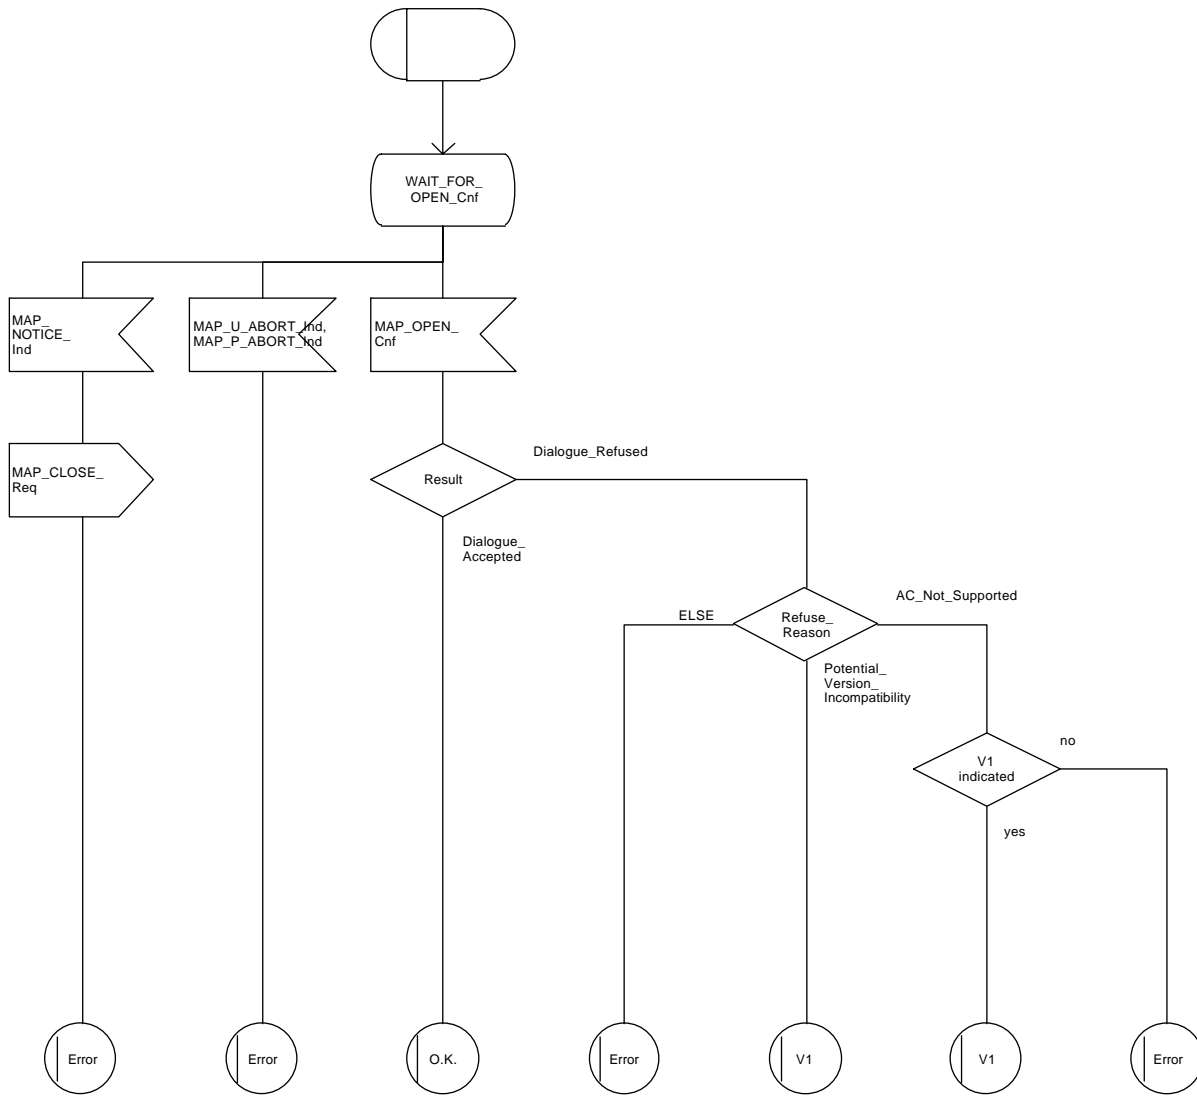 WAIT_FOR_
OPEN_Cnf
MAP_
NOTICE_
Ind
MAP_U_ABORT_Ind,
MAP_P_ABORT_Ind
MAP_OPEN_
Cnf
MAP_CLOSE_
Req
Result
Dialogue_Refused
Dialogue_
Accepted
ELSE
Refuse_
Reason
AC_Not_Supported
Potential_
Version_
Incompatibility
V1
indicated
no
yes
Error
Error
O.K.
Error
V1
V1
Error